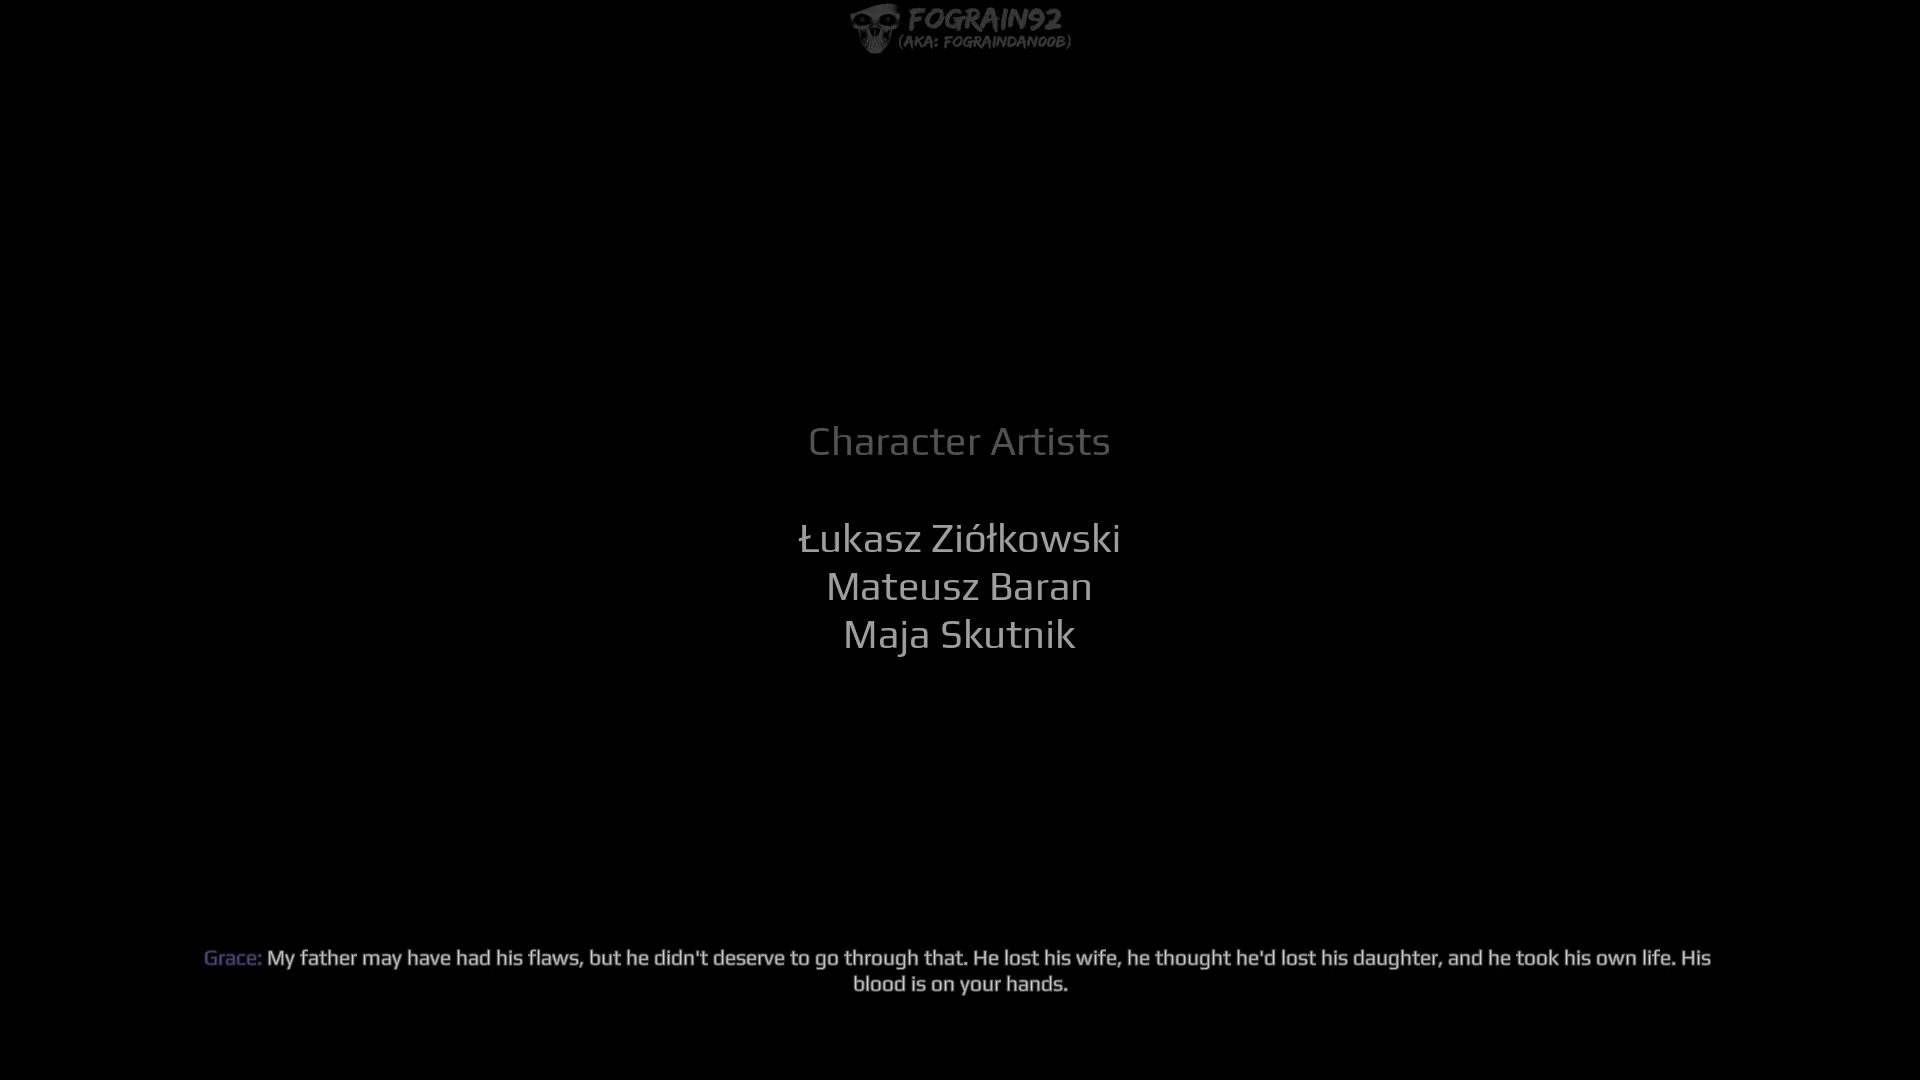 FOGRAIN92
(AKA: FOGRAINDANOOB)
Character Artists
Łukasz Ziółkowski
Mateusz Baran
Maja Skutnik
Grace: My father may have had his flaws, but he didn't deserve to go through that. He lost his wife, he thought he'd lost his daughter, and he took his own life. His
blood is on your hands.